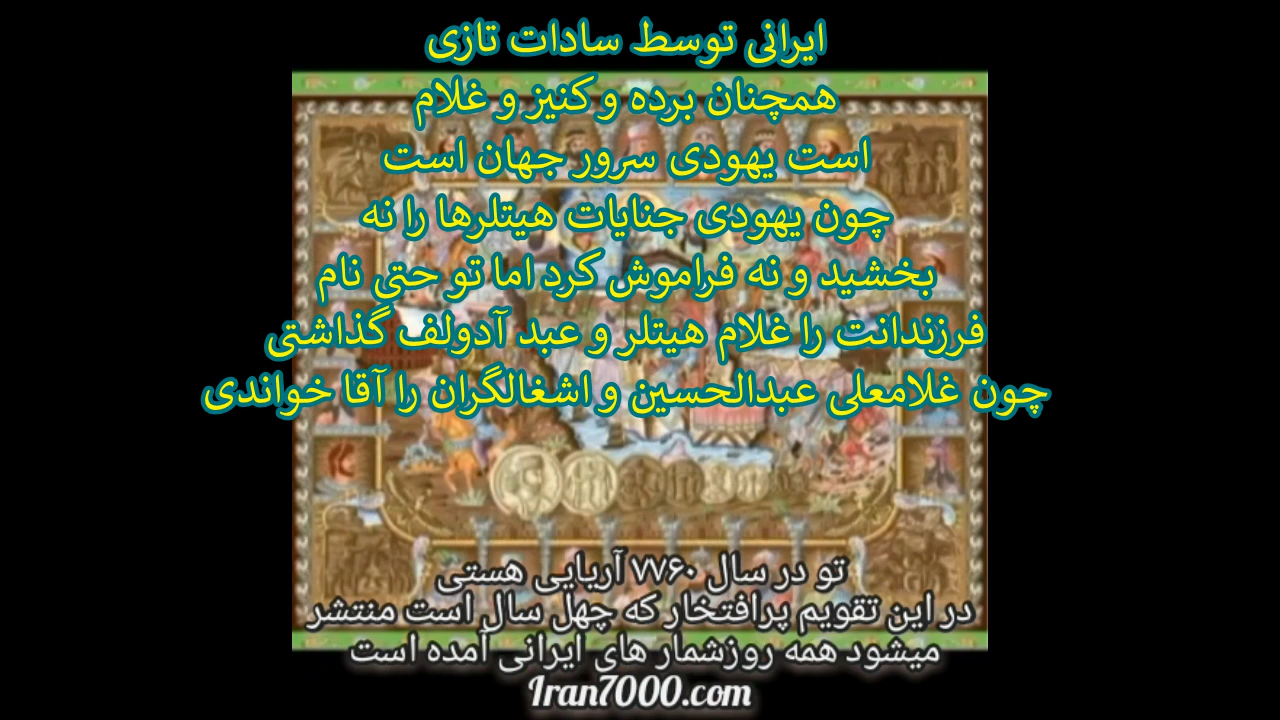 ایرانی توسط سادات تازی
همچنان برده و کنیز و غلام
است یهودی سرور جهان است
چون یهودی جنایات هیتلرها را نه
بخشید و نه فراموش کرد اما تو حتی نام
فرزندانت را غلام هیتلر و عبد آدولف گذاشتی
چون غلامعلی عبدالحسین و اشغالگران را آقا خواندی
تو در سال ۷۷۶۰ آریایی هستی
در این تقویم پرافتخار که چهل سال است منتشر
میشود همه روزشمار های ایرانی آمده است
Iran7000.com